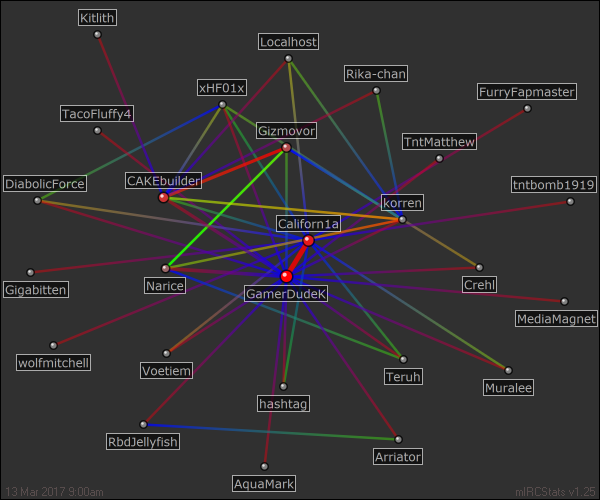 Kitlith
Localhost
Rika-chan
xHF01x
FurryFapmaster
TacoFluffy4
Gizmovor
TntMatthew
DiabolicForce
CAKEbuilder
tntbomb1919
korren
Californ1a
Gigabitten
Narice
GamerDudeK
Crehl
MediaMagnet
wolfmitchell
Voetiem
Teruh
Muralee
hashtag
RbdJellyfish
Arriator
AquaMark
13 Mar 2017 9:00am
mIRCStats v1.25